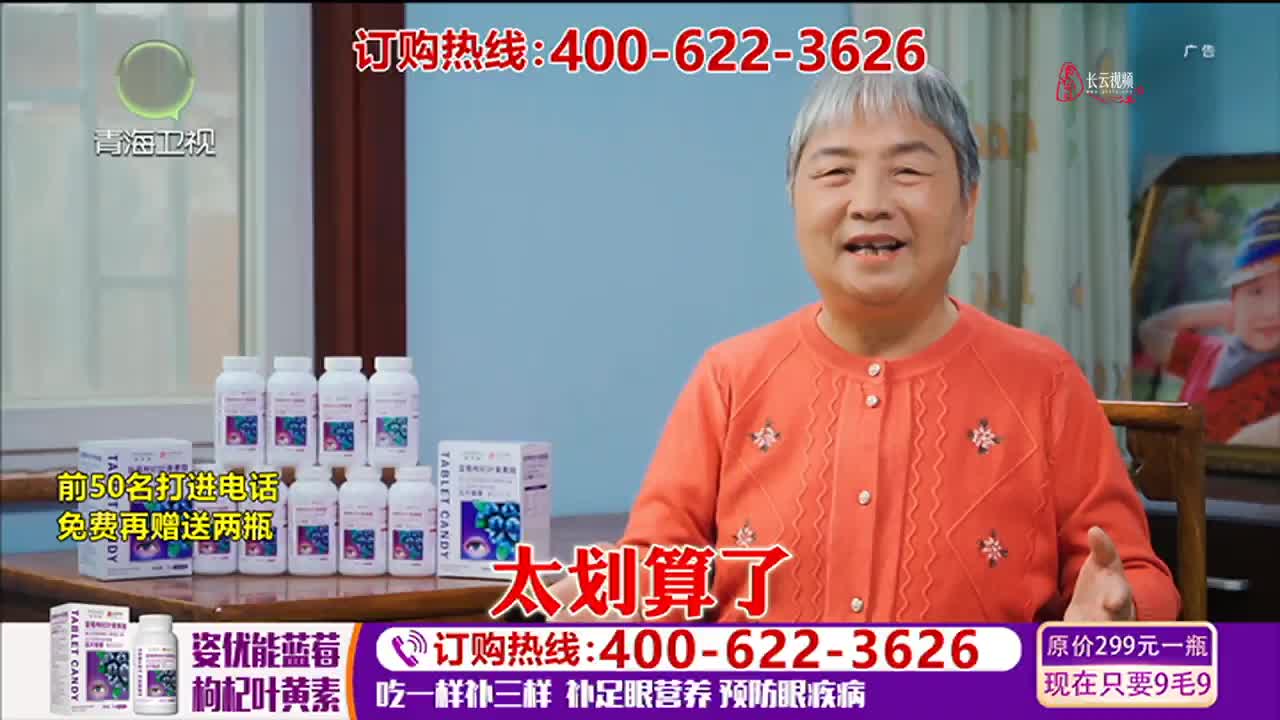 订购热线:400-622-3626
广告
青海卫视
长云视频
前50名打进电话
免费再赠送两瓶
TABLET CANDY
TABLET CANDY
太划算了
TABLET CANDY
姿优能蓝莓
枸杞叶黄素
订购热线:400-622-3626
吃一样补三样 补足眼营养 预防眼疾病
原价299元一瓶
现在只要9毛9